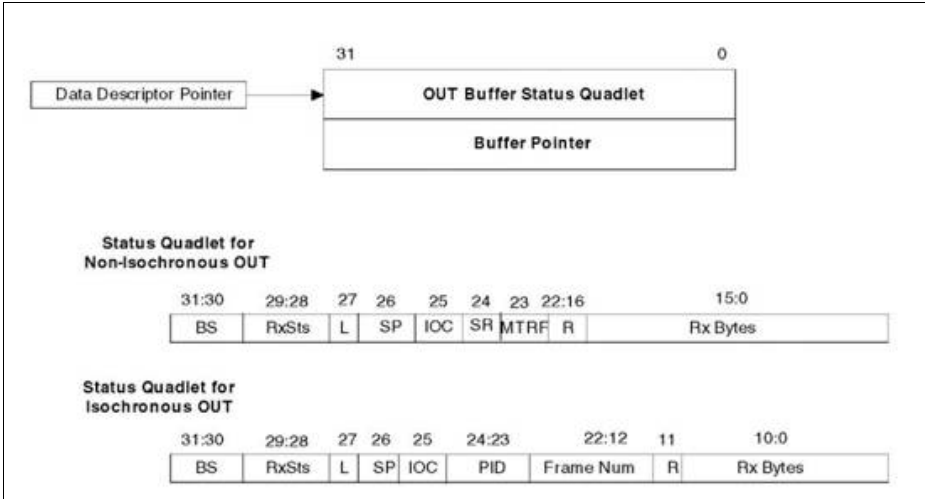 31 0
Data Descriptor Pointer
OUT Buffer Status Quadlet
Buffer Pointer
Status Quadlet for
Non-Isochronous OUT
31:30 29:28 27 26 25 24 23 22:16 15:0
BS RxSts L SP IOC SR MTRF R Rx Bytes
Status Quadlet for
Isochronous OUT
31:30 29:28 27 26 25 24:23 22:12 11 10:0
BS RxSts L SP IOC PID Frame Num R Rx Bytes